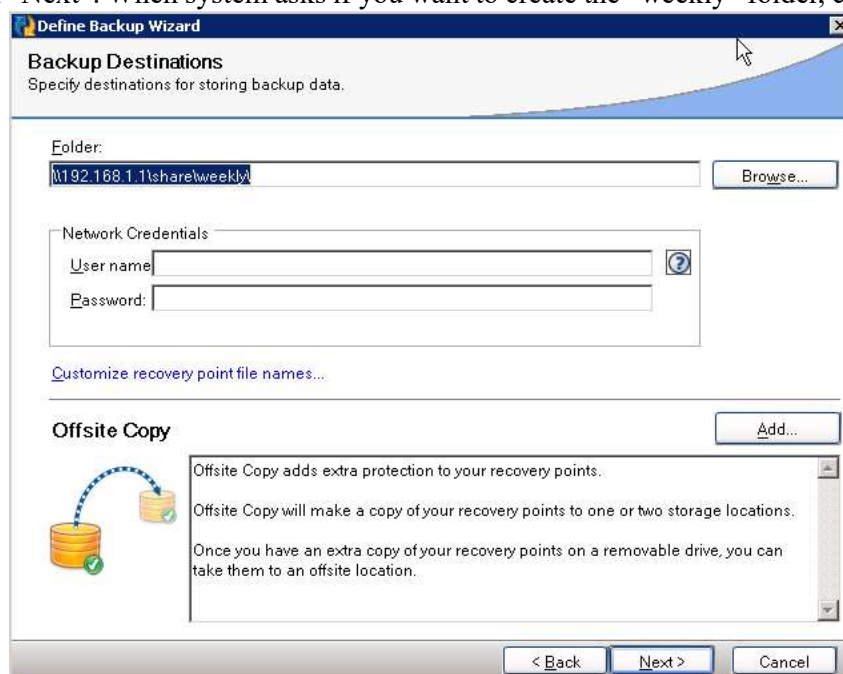 "Next". When system asks if you want to create the "weekly" folder,
Define Backup Wizard
Backup Destinations
Specify destinations for storing backup data.
Folder:
\\192.168.1.1\share\weekly\
Browse...
Network Credentials
User name
Password:
Customize recovery point file names...
Offsite Copy
Add...
Offsite Copy adds extra protection to your recovery points.
Offsite Copy will make a copy of your recovery points to one or two storage locations.
Once you have an extra copy of your recovery points on a removable drive, you can
take them to an offsite location.
< Back
Next >
Cancel